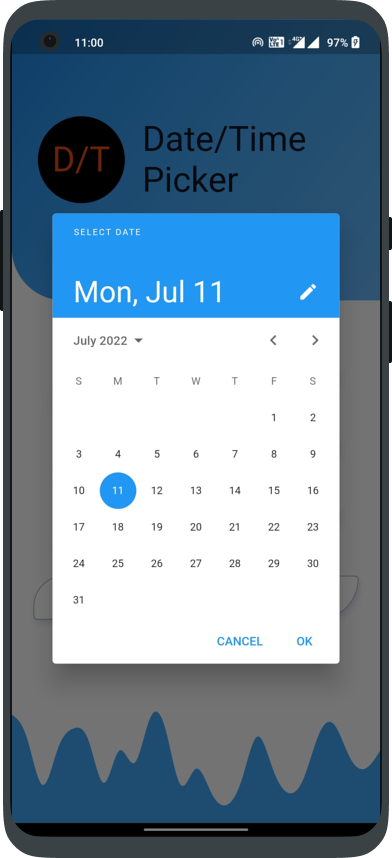 11:00 97%
D/T
Date/Time
Picker
SELECT DATE
Mon, Jul 11
July 2022
S M T W T F S
1 2
3 4 5 6 7 8 9
10 11 12 13 14 15 16
17 18 19 20 21 22 23
24 25 26 27 28 29 30
31
CANCEL OK